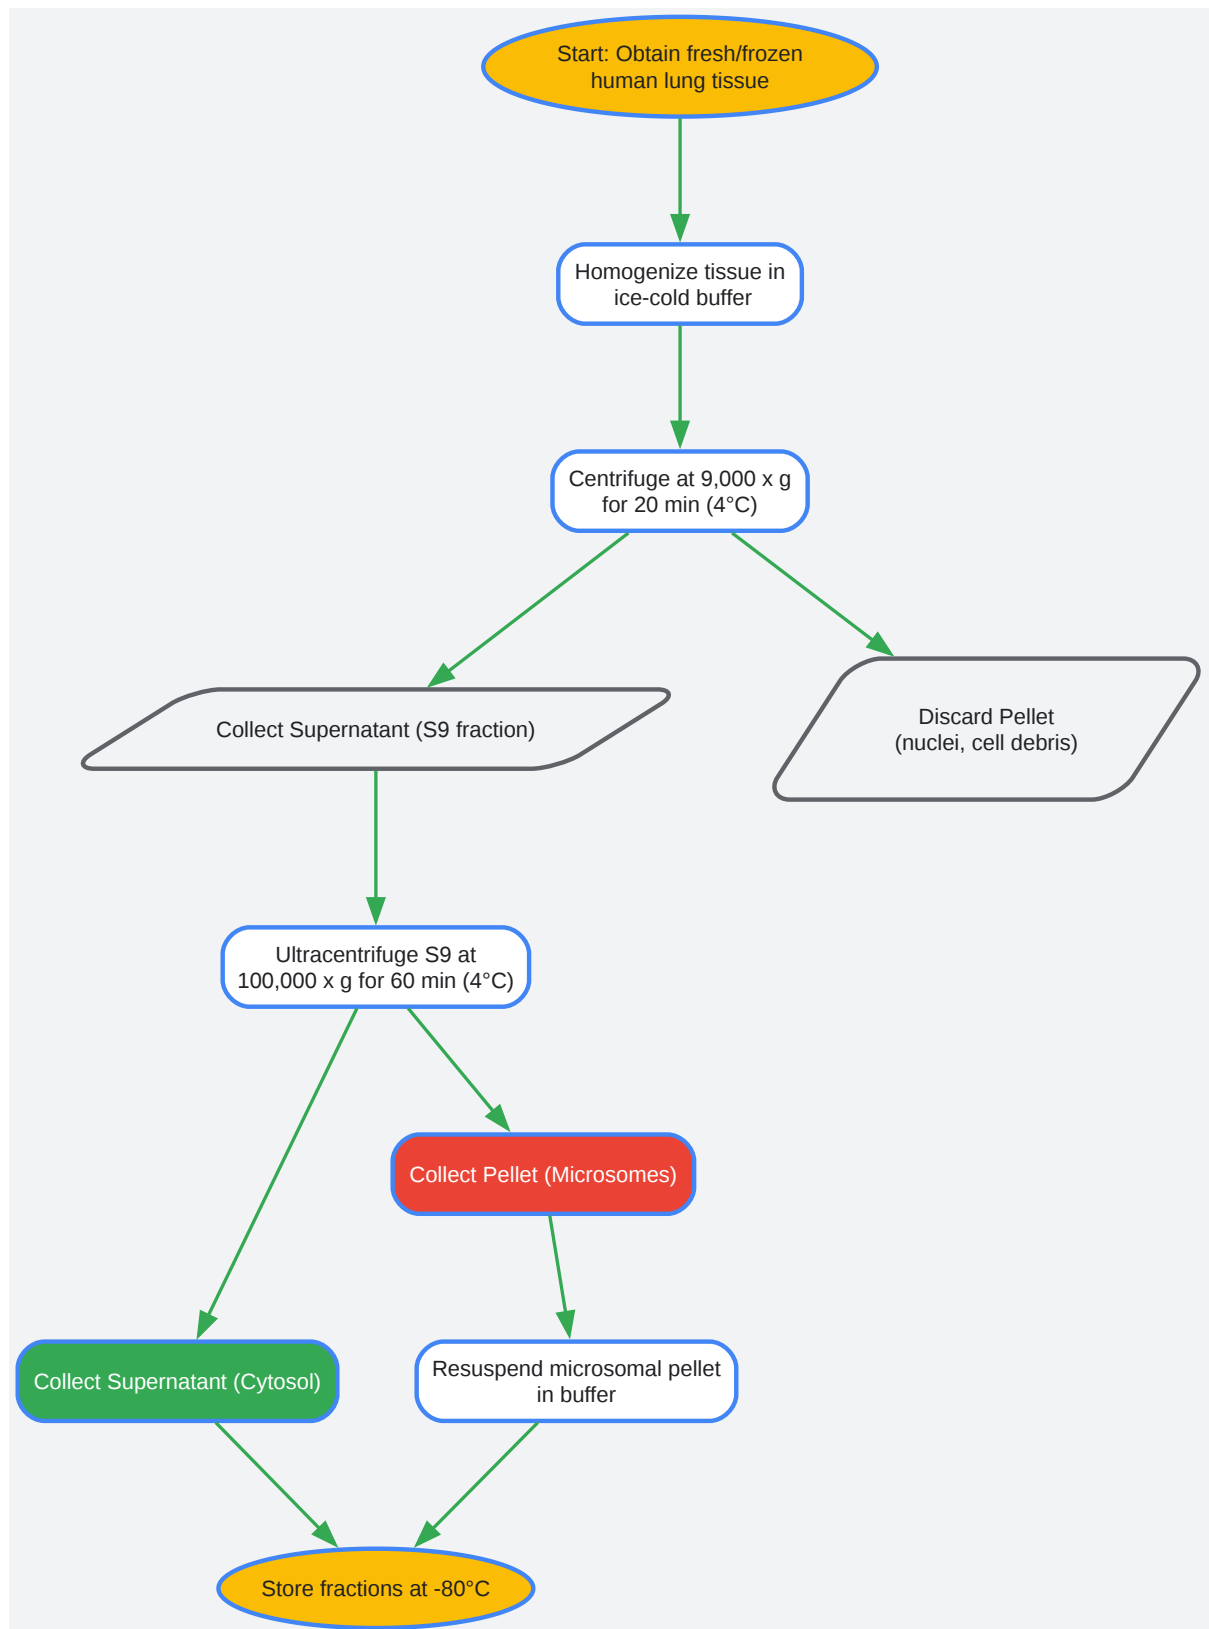 Start: Obtain fresh/frozen
human lung tissue
Homogenize tissue in
ice-cold buffer
Centrifuge at 9,000 x g
for 20 min (4°C)
Collect Supernatant (S9 fraction)
Discard Pellet
(nuclei, cell debris)
Ultracentrifuge S9 at
100,000 x g for 60 min (4°C)
Collect Pellet (Microsomes)
Collect Supernatant (Cytosol)
Resuspend microsomal pellet
in buffer
Store fractions at -80°C